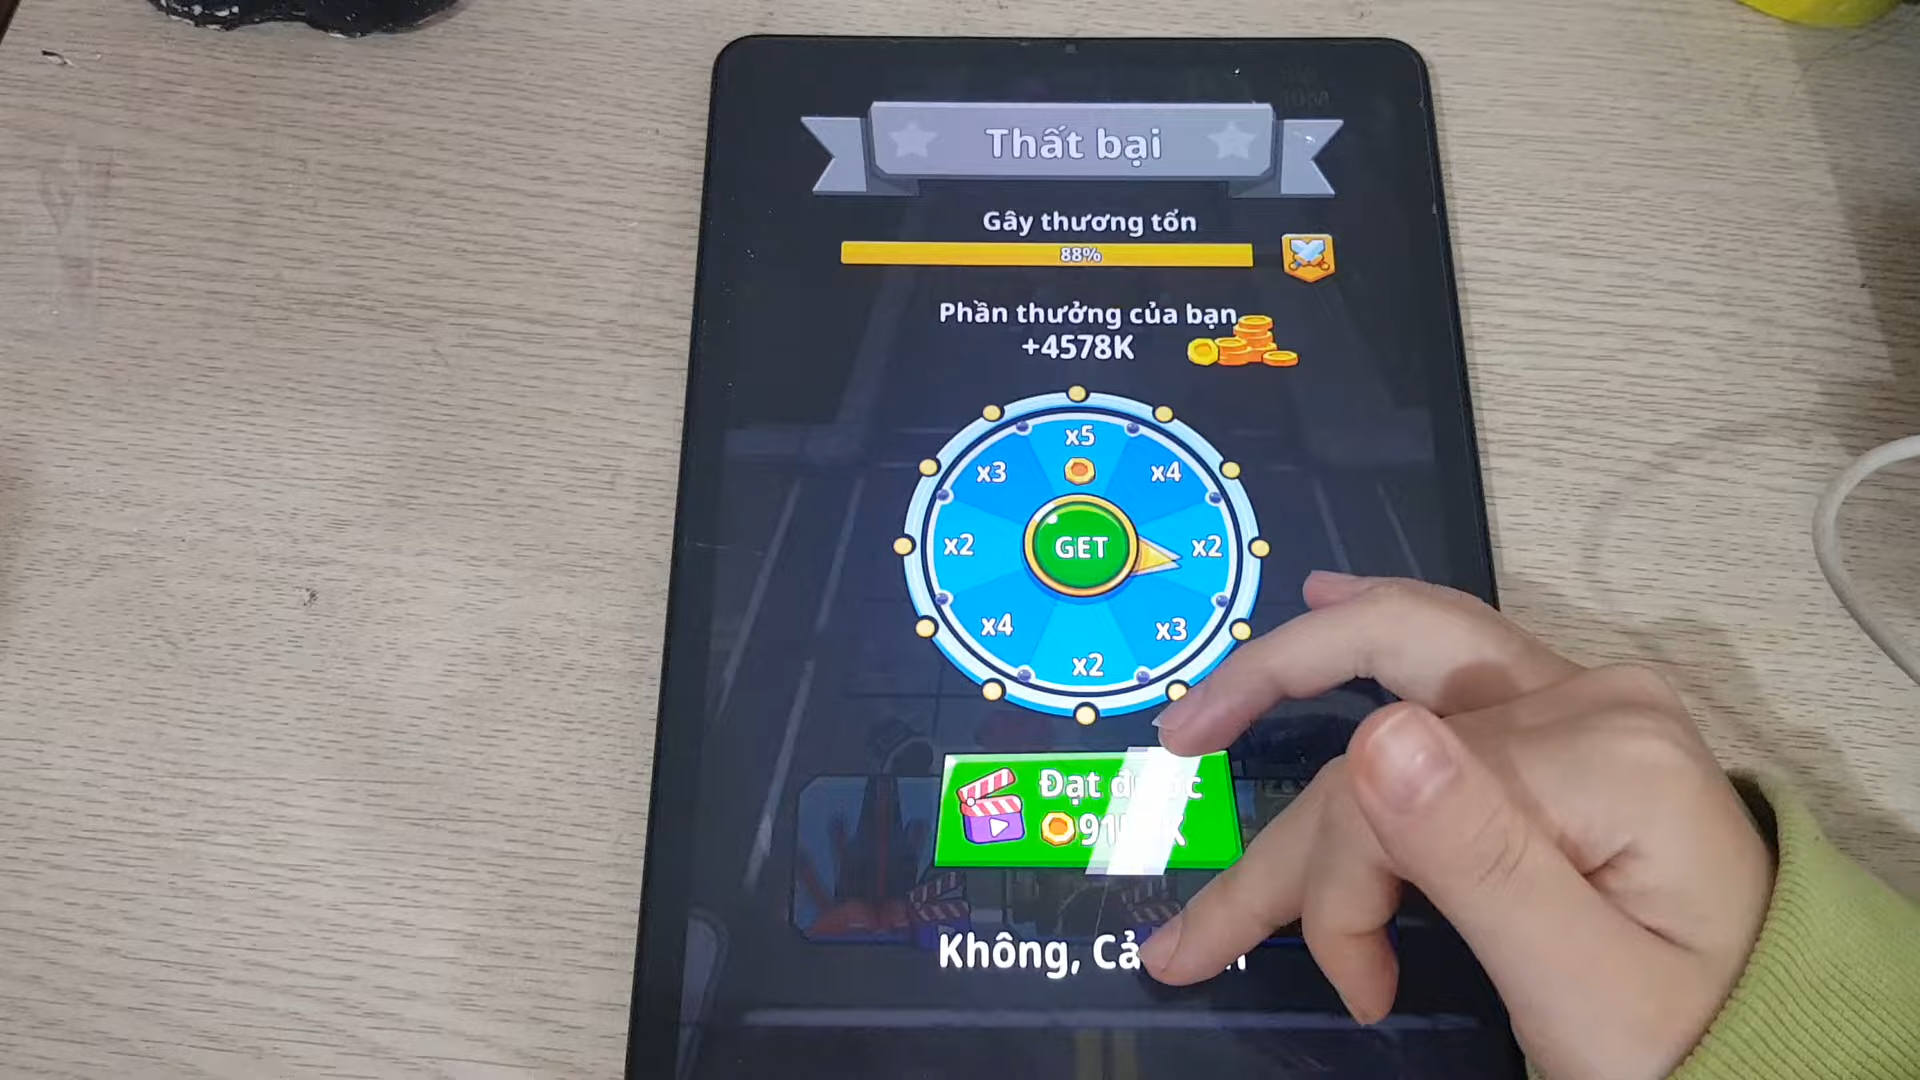 Thất bại
Gây thương tổn
88%
Phần thưởng của bạn
+4578K
x5
x3
x4
x2
GET
x2
x4
x3
x2
Đạt
Không,